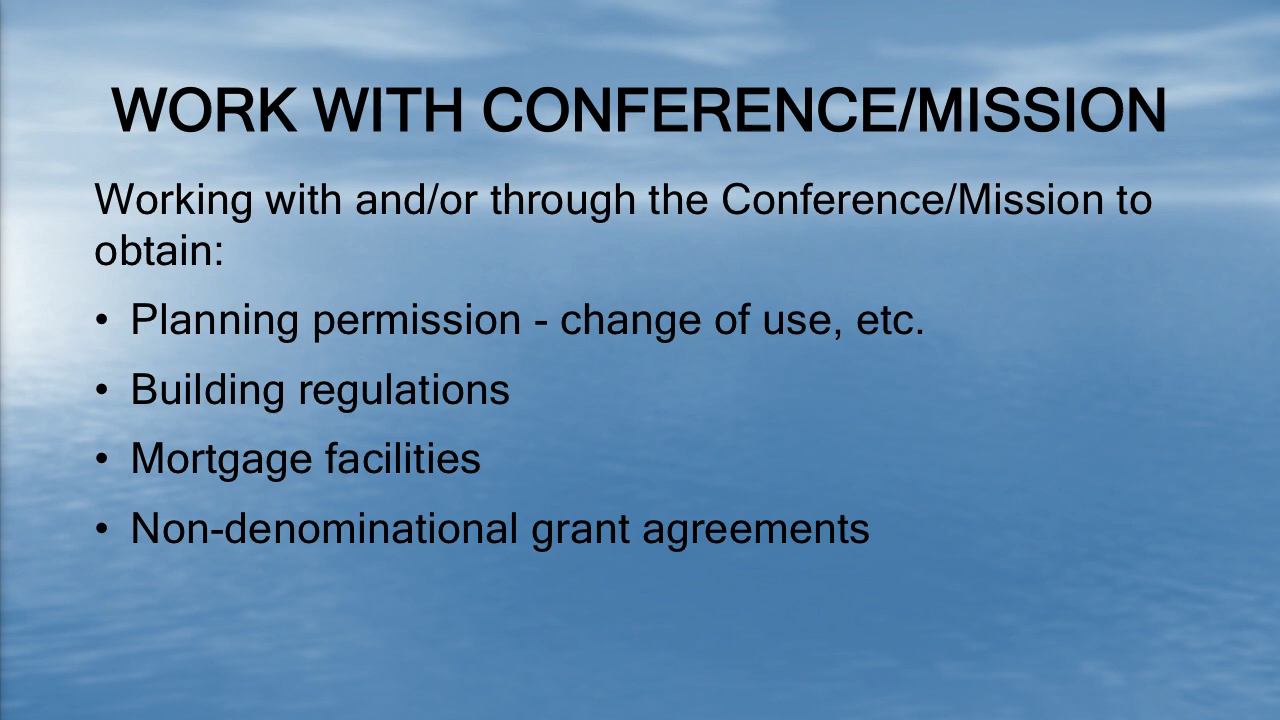 WORK WITH CONFERENCE/MISSION
Working with and/or through the Conference/Mission to
obtain:
• Planning permission - change of use, etc.
• Building regulations
• Mortgage facilities
• Non-denominational grant agreements